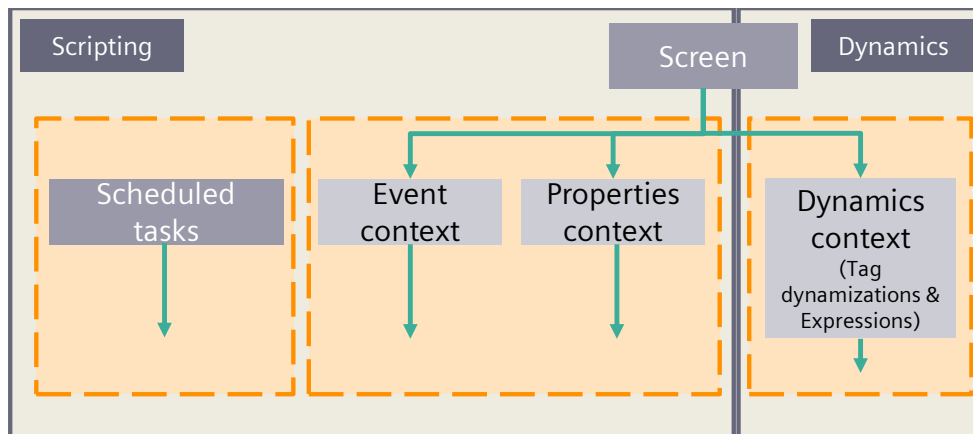 Scripting
Screen
Dynamics
Scheduled
tasks
Event
context
Properties
context
Dynamics
context
(Tag
dynamizations &
Expressions)